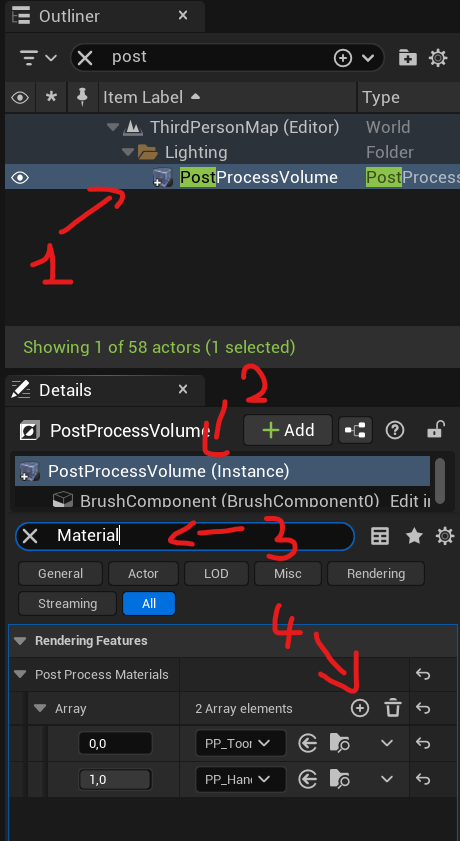 Outliner
post
Item Label
Type
ThirdPersonMap (Editor)
World
Lighting
Folder
PostProcessVolume
PostProcess
1
Showing 1 of 58 actors (1 selected)
Details
2
PostProcessVolume
Add
PostProcessVolume (Instance)
BrushComponent (BrushComponent0)
Edit in
Material
3
General
Actor
LOD
Misc
Rendering
Streaming
All
4
Rendering Features
Post Process Materials
Array
2 Array elements
0,0
PP_Toon
1,0
PP_Han